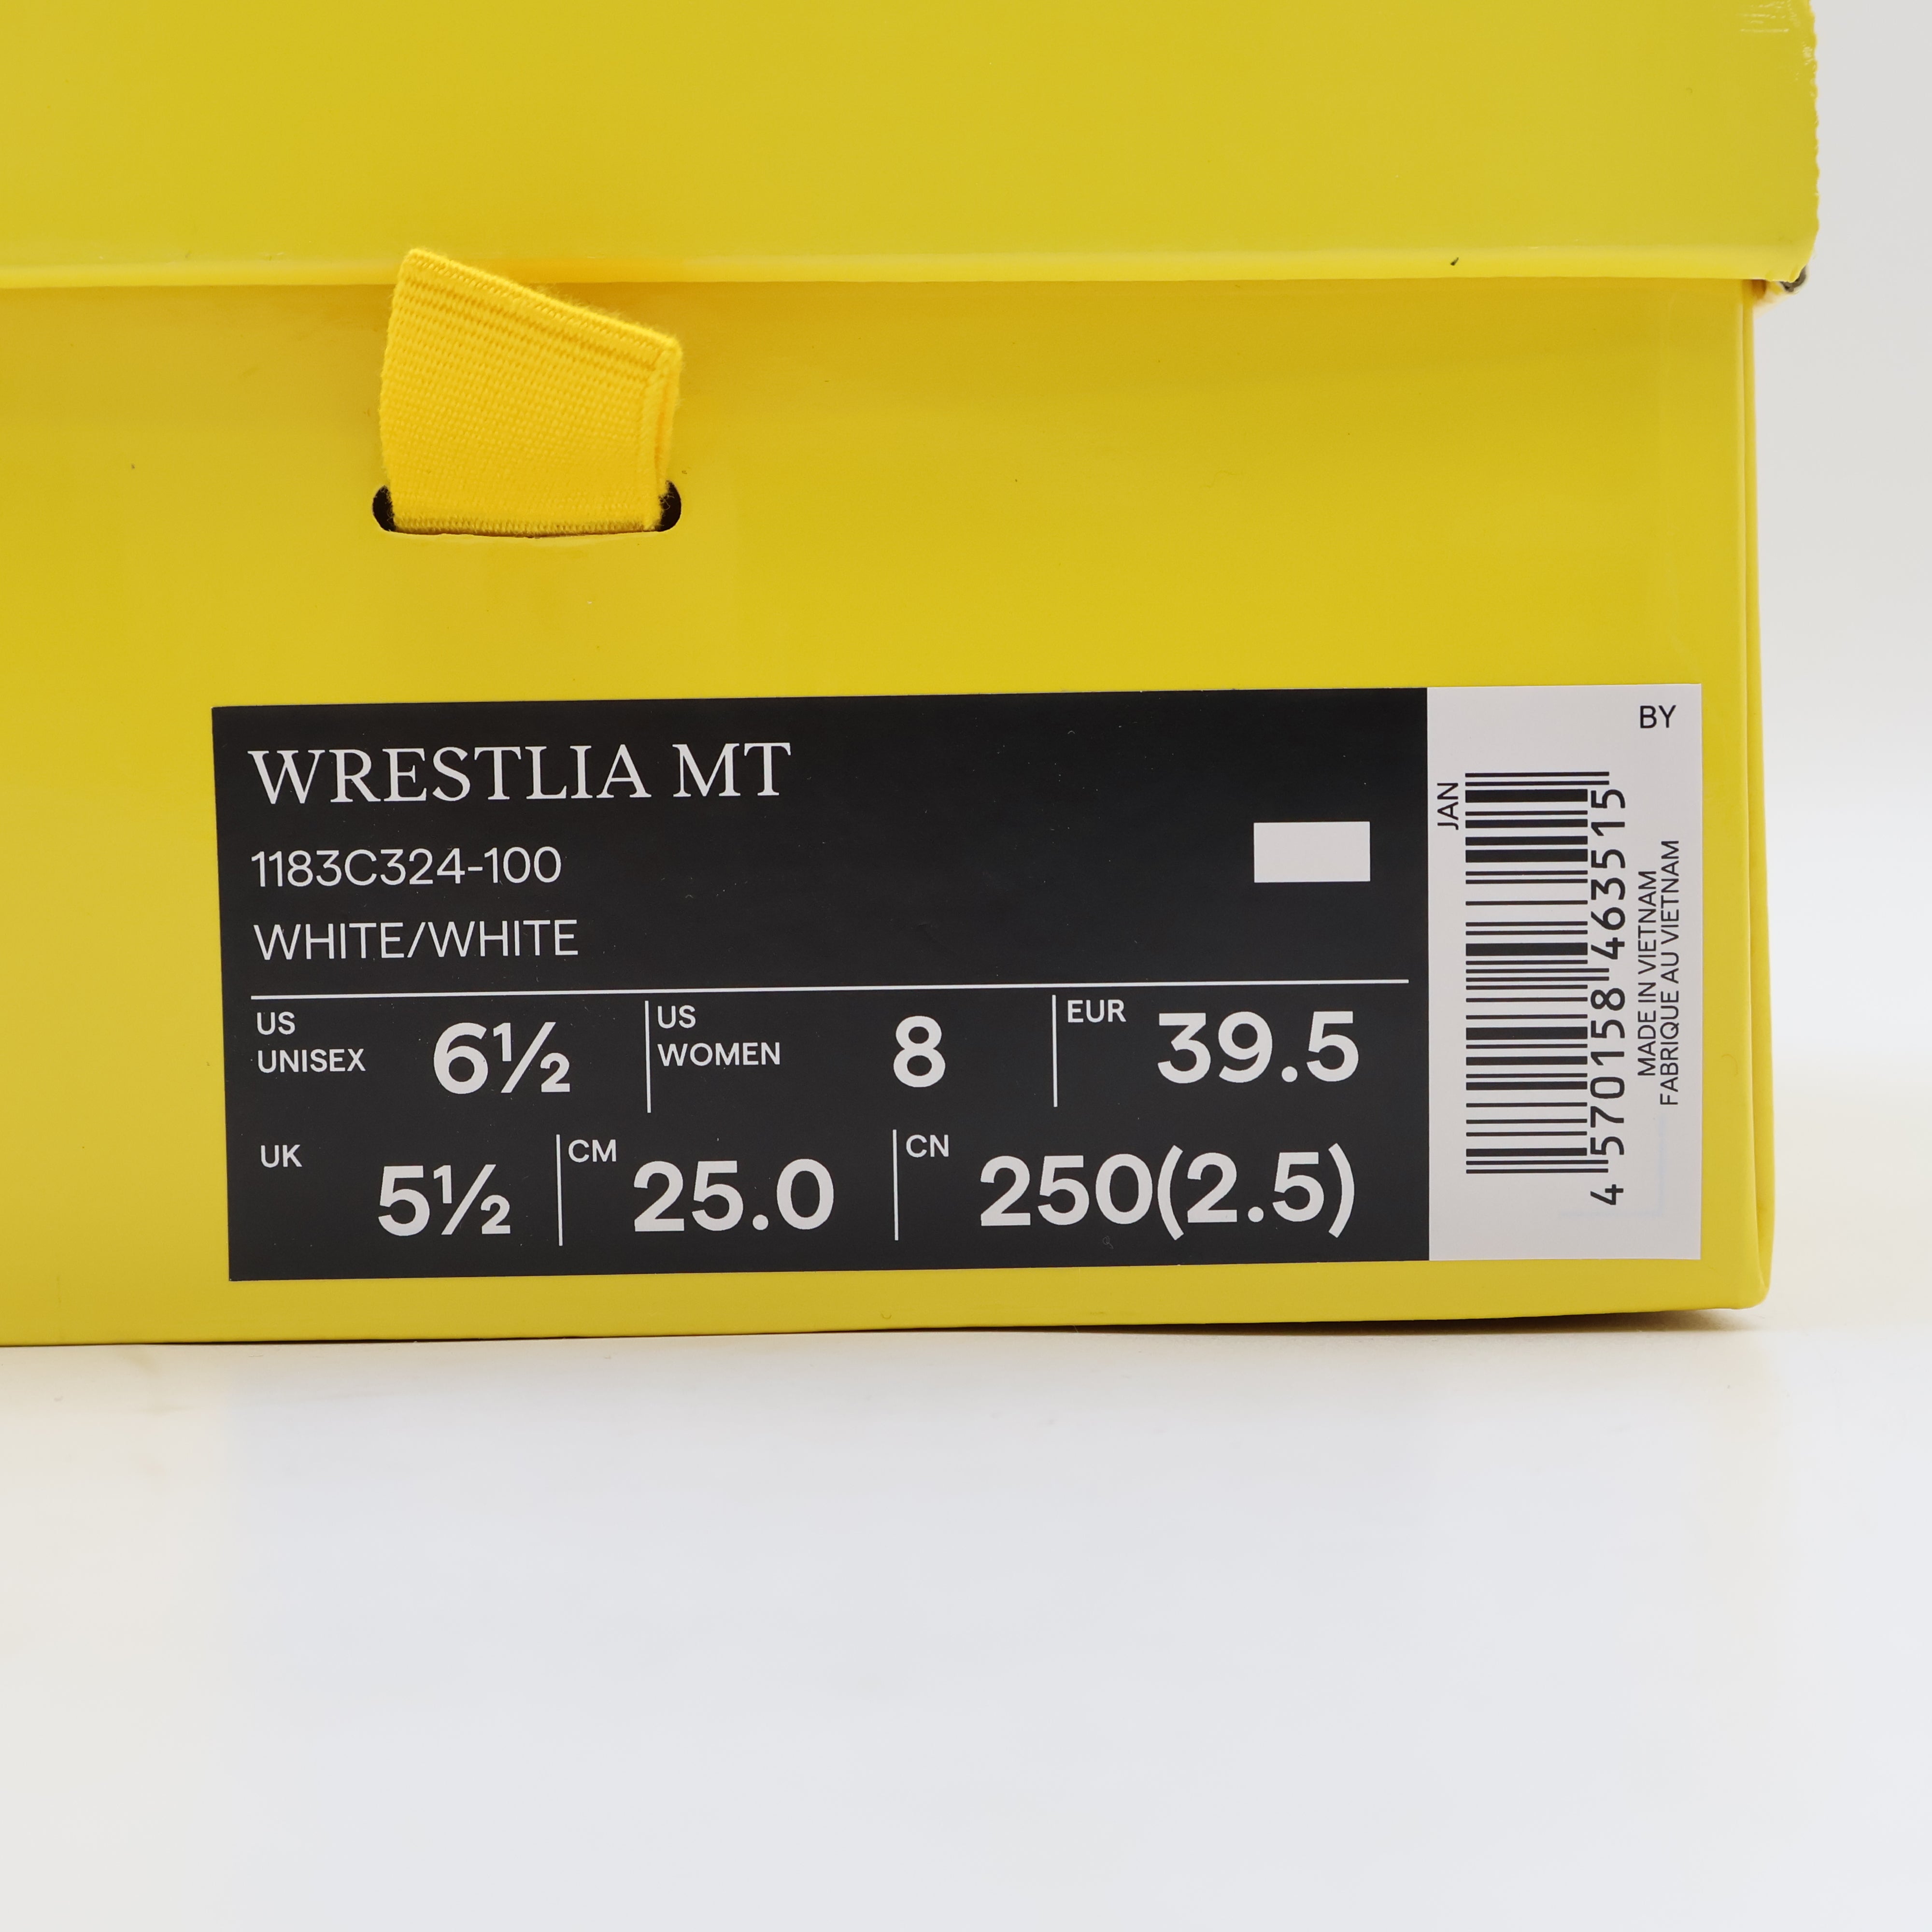 WRESTLIA MT
1183C324-100
WHITE/WHITE
US UNISEX 6½
US WOMEN 8
EUR 39.5
UK 5½
CM 25.0
CN 250(2.5)
BY
JAN
4 570158 463515
MADE IN VIETNAM
FABRIQUE AU VIETNAM